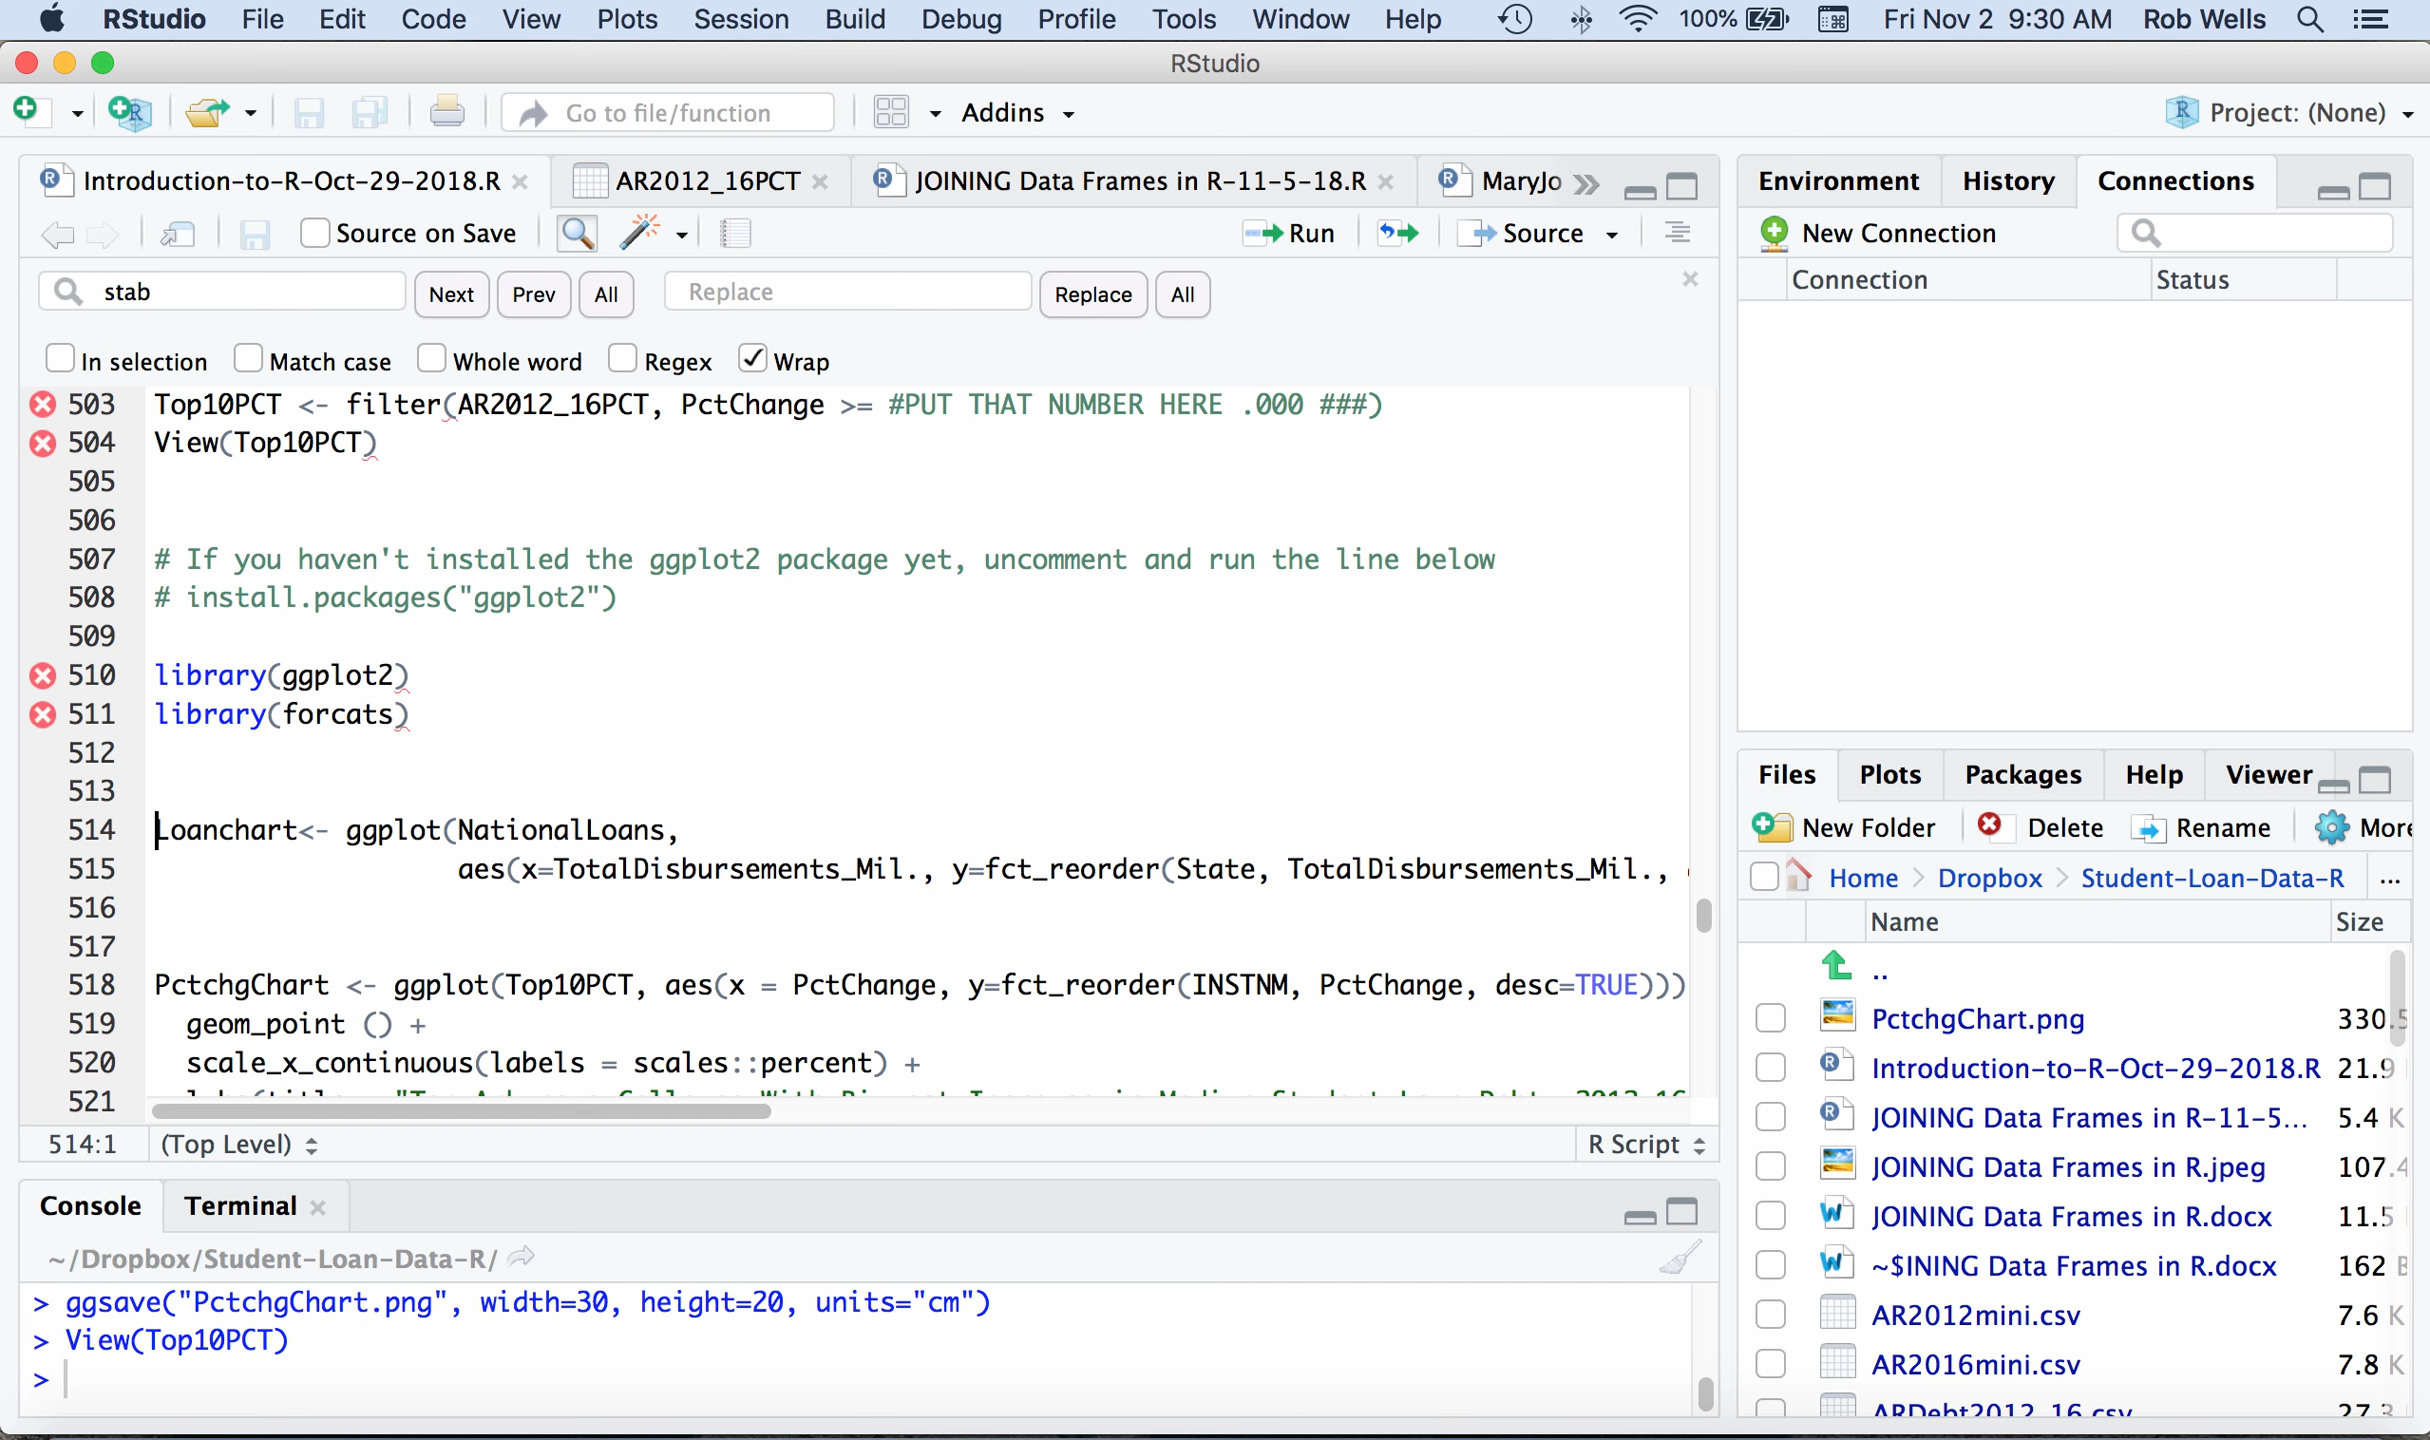 RStudio File Edit Code View Plots Session Build Debug Profile Tools Window Help 100% Fri Nov 2 9:30 AM Rob Wells
RStudio
Go to file/function Addins Project: (None)
Introduction-to-R-Oct-29-2018.R AR2012_16PCT JOINING Data Frames in R-11-5-18.R MaryJo
Source on Save Run Source
stab Next Prev All Replace Replace All
In selection Match case Whole word Regex Wrap
503 Top10PCT <- filter(AR2012_16PCT, PctChange >= #PUT THAT NUMBER HERE .000 ###)
504 View(Top10PCT)
505
506
507 # If you haven't installed the ggplot2 package yet, uncomment and run the line below
508 # install.packages("ggplot2")
509
510 library(ggplot2)
511 library(forcats)
512
513
514 Loanchart<- ggplot(NationalLoans,
515 aes(x=TotalDisbursements_Mil., y=fct_reorder(State, TotalDisbursements_Mil.,
516
517
518 PctchgChart <- ggplot(Top10PCT, aes(x = PctChange, y=fct_reorder(INSTNM, PctChange, desc=TRUE)))
519 geom_point () +
520 scale_x_continuous(labels = scales::percent) +
521
514:1 (Top Level) R Script
Console Terminal
~/Dropbox/Student-Loan-Data-R/
> ggsave("PctchgChart.png", width=30, height=20, units="cm")
> View(Top10PCT)
>
Environment History Connections
New Connection
Connection Status
Files Plots Packages Help Viewer
New Folder Delete Rename More
Home > Dropbox > Student-Loan-Data-R ...
Name Size
..
PctchgChart.png 330.5
Introduction-to-R-Oct-29-2018.R 21.9
JOINING Data Frames in R-11-5... 5.4 K
JOINING Data Frames in R.jpeg 107.4
JOINING Data Frames in R.docx 11.5
~$INING Data Frames in R.docx 162 B
AR2012mini.csv 7.6 K
AR2016mini.csv 7.8 K
ARDebt2012_16.csv 27.3